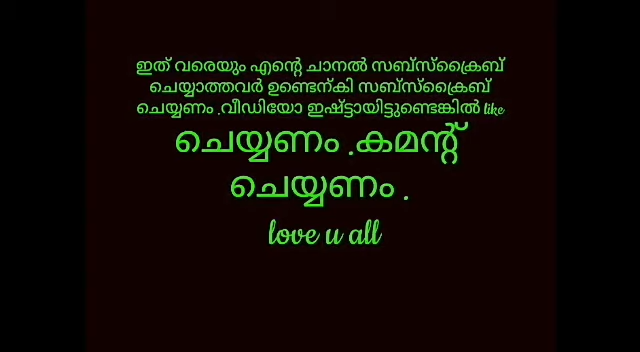 ഇത് വരെയും എന്റെ ചാനൽ സബ്സ്ക്രൈബ്
ചെയ്യാത്തവർ ഉണ്ടെന്കി സബ്സ്ക്രൈബ്
ചെയ്യണം .വീഡിയോ ഇഷ്ട്ടായിട്ടുണ്ടെങ്കിൽ like
ചെയ്യണം .കമന്റ്
ചെയ്യണം .
love u all